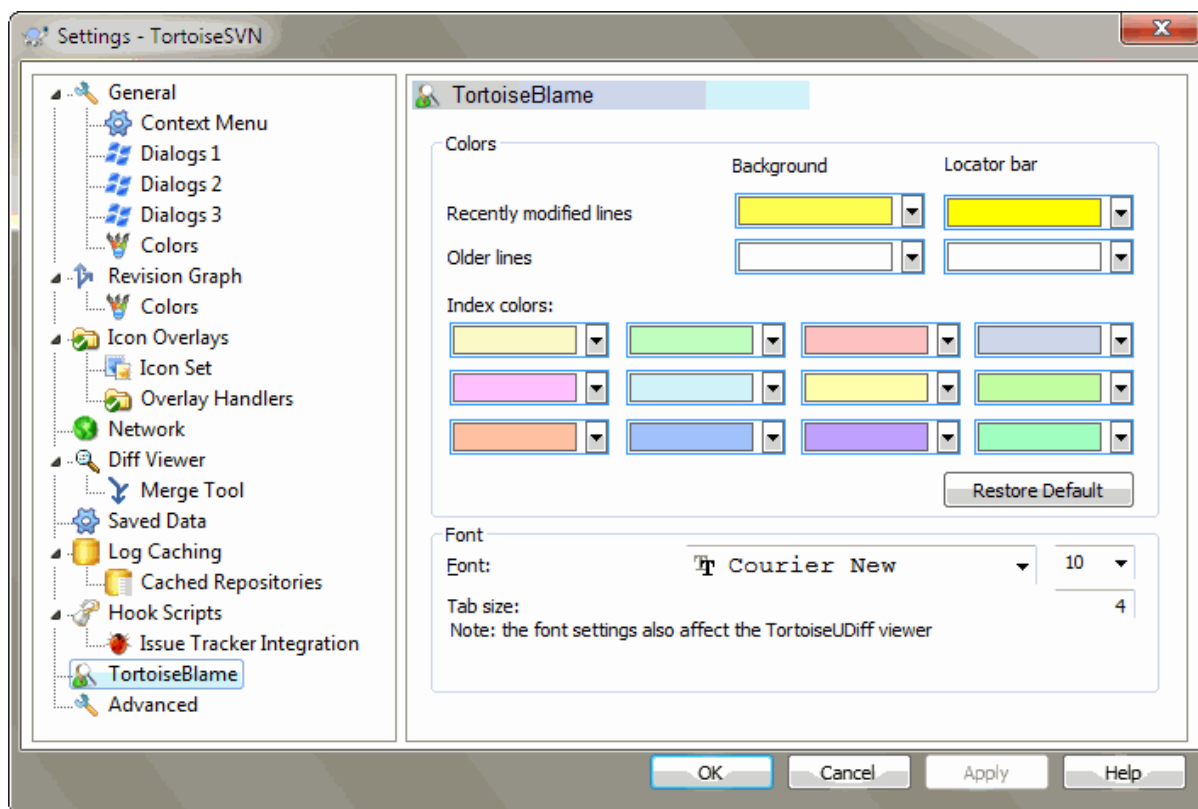 Settings - TortoiseSVN
General
Context Menu
Dialogs 1
Dialogs 2
Dialogs 3
Colors
Revision Graph
Colors
Icon Overlays
Icon Set
Overlay Handlers
Network
Diff Viewer
Merge Tool
Saved Data
Log Caching
Cached Repositories
Hook Scripts
Issue Tracker Integration
TortoiseBlame
Advanced
TortoiseBlame
Colors
Background Locator bar
Recently modified lines
Older lines
Index colors:
Restore Default
Font
Font: Courier New 10
Tab size: 4
Note: the font settings also affect the TortoiseUDiff viewer
OK Cancel Apply Help